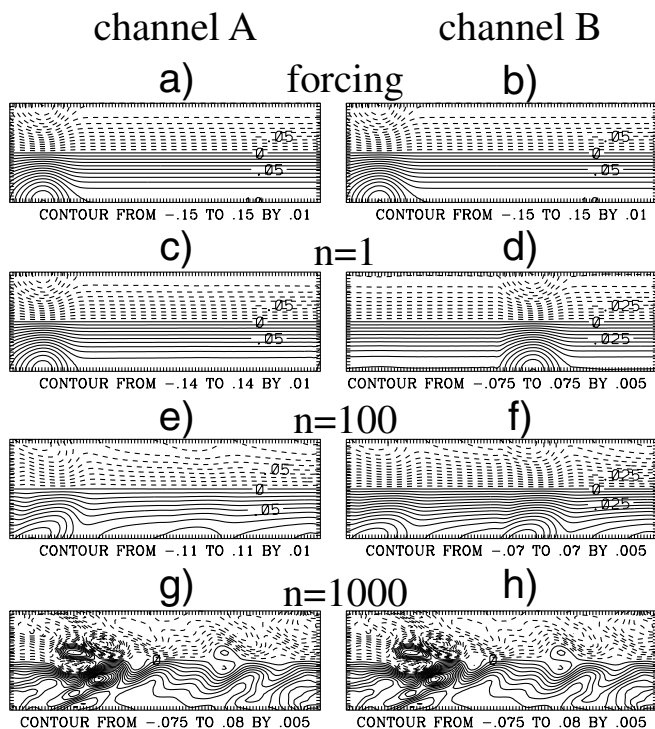 channel A channel B
a) forcing b)
.05 .05
0 0
.05 .05
CONTOUR FROM -.15 TO .15 BY .01 CONTOUR FROM -.15 TO .15 BY .01
c) n=1 d)
.05 .025
0 0
.05 .025
CONTOUR FROM -.14 TO .14 BY .01 CONTOUR FROM -.075 TO .075 BY .005
e) n=100 f)
.05 .025
0 0
.05 .025
CONTOUR FROM -.11 TO .11 BY .01 CONTOUR FROM -.07 TO .07 BY .005
g) n=1000 h)
0 0
CONTOUR FROM -.075 TO .08 BY .005 CONTOUR FROM -.075 TO .08 BY .005